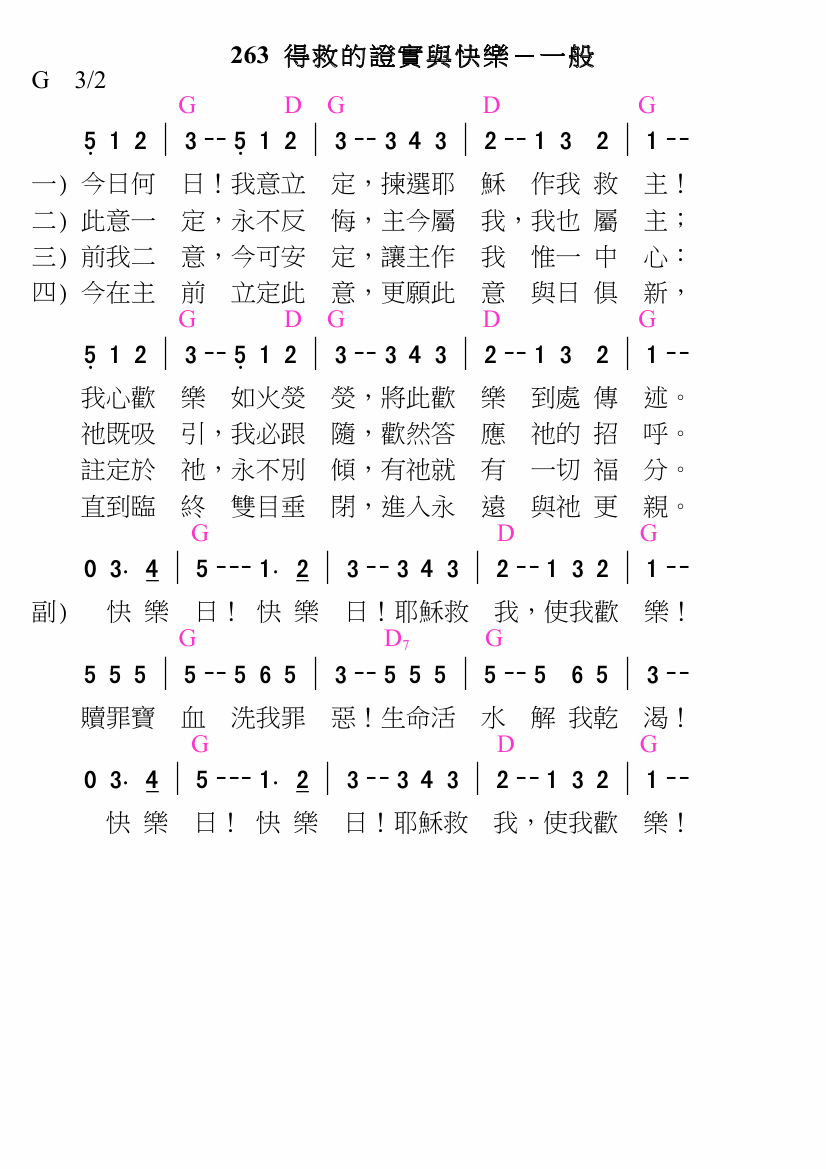 263 得救的證實與快樂－一般
G 3/2
G D G D G
5̣ 1 2 | 3 -- 5̣ 1 2 | 3 -- 3 4 3 | 2 -- 1 3 2 | 1 --
一) 今日何 日！我意立 定，揀選耶 穌 作我 救 主！
二) 此意一 定，永不反 悔，主今屬 我，我也 屬 主；
三) 前我二 意，今可安 定，讓主作 我 惟一 中 心：
四) 今在主 前 立定此 意，更願此 意 與日 俱 新，
G D G D G
5̣ 1 2 | 3 -- 5̣ 1 2 | 3 -- 3 4 3 | 2 -- 1 3 2 | 1 --
我心歡 樂 如火熒 熒，將此歡 樂 到處 傳 述。
祂既吸 引，我必跟 隨，歡然答 應 祂的 招 呼。
註定於 祂，永不別 傾，有祂就 有 一切 福 分。
直到臨 終 雙目垂 閉，進入永 遠 與祂 更 親。
G D G
0 3. 4 | 5 --- 1. 2 | 3 -- 3 4 3 | 2 -- 1 3 2 | 1 --
副) 快 樂 日！ 快 樂 日！耶穌救 我，使我歡 樂！
G D7 G
5 5 5 | 5 -- 5 6 5 | 3 -- 5 5 5 | 5 -- 5 6 5 | 3 --
贖罪寶 血 洗我罪 惡！生命活 水 解 我乾 渴！
G D G
0 3. 4 | 5 --- 1. 2 | 3 -- 3 4 3 | 2 -- 1 3 2 | 1 --
快 樂 日！ 快 樂 日！耶穌救 我，使我歡 樂！